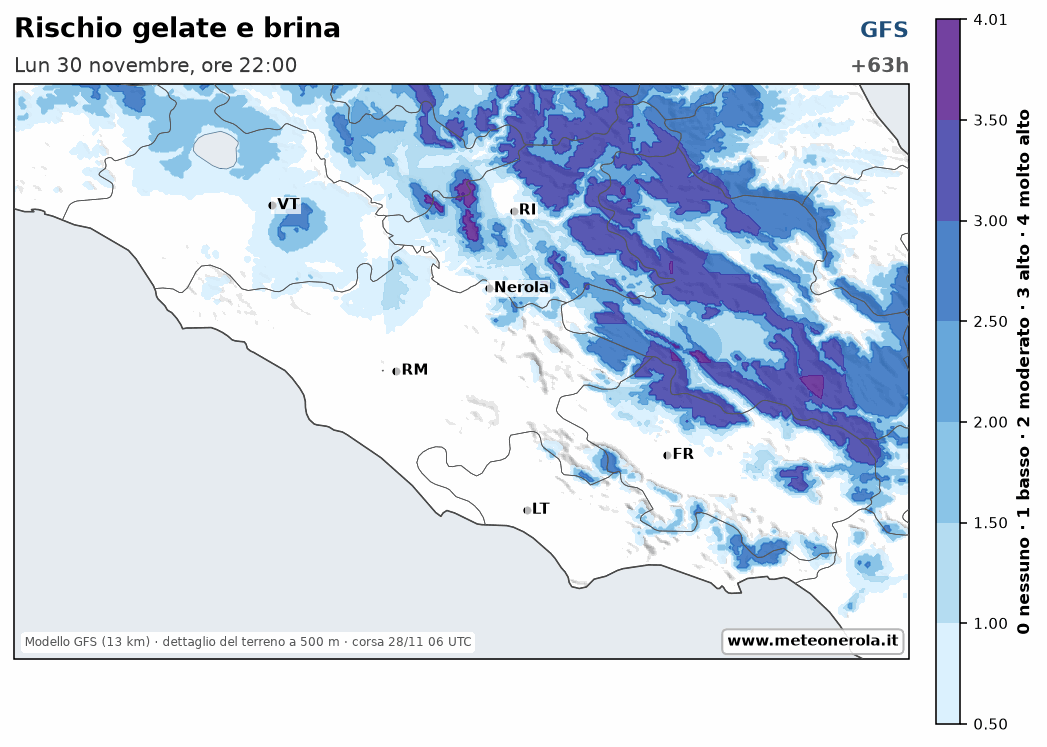 Rischio gelate e brina
GFS
Lun 30 novembre, ore 22:00
+63h
4.01
3.50
3.00
2.50
2.00
1.50
1.00
0.50
0 nessuno · 1 basso · 2 moderato · 3 alto · 4 molto alto
VT
RI
Nerola
RM
FR
LT
Modello GFS (13 km) · dettaglio del terreno a 500 m · corsa 28/11 06 UTC
www.meteonerola.it